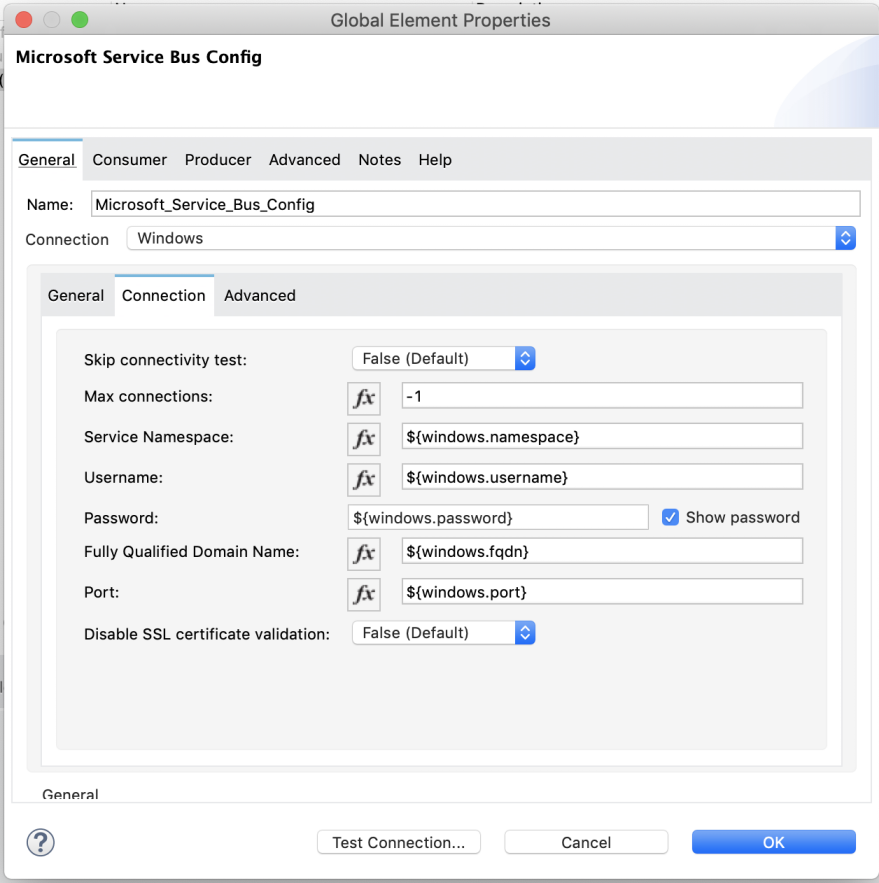 Global Element Properties
Microsoft Service Bus Config
General Consumer Producer Advanced Notes Help
Name: Microsoft_Service_Bus_Config
Connection Windows
General Connection Advanced
Skip connectivity test: False (Default)
Max connections: fx -1
Service Namespace: fx ${windows.namespace}
Username: fx ${windows.username}
Password: ${windows.password} Show password
Fully Qualified Domain Name: fx ${windows.fqdn}
Port: fx ${windows.port}
Disable SSL certificate validation: False (Default)
General
? Test Connection... Cancel OK